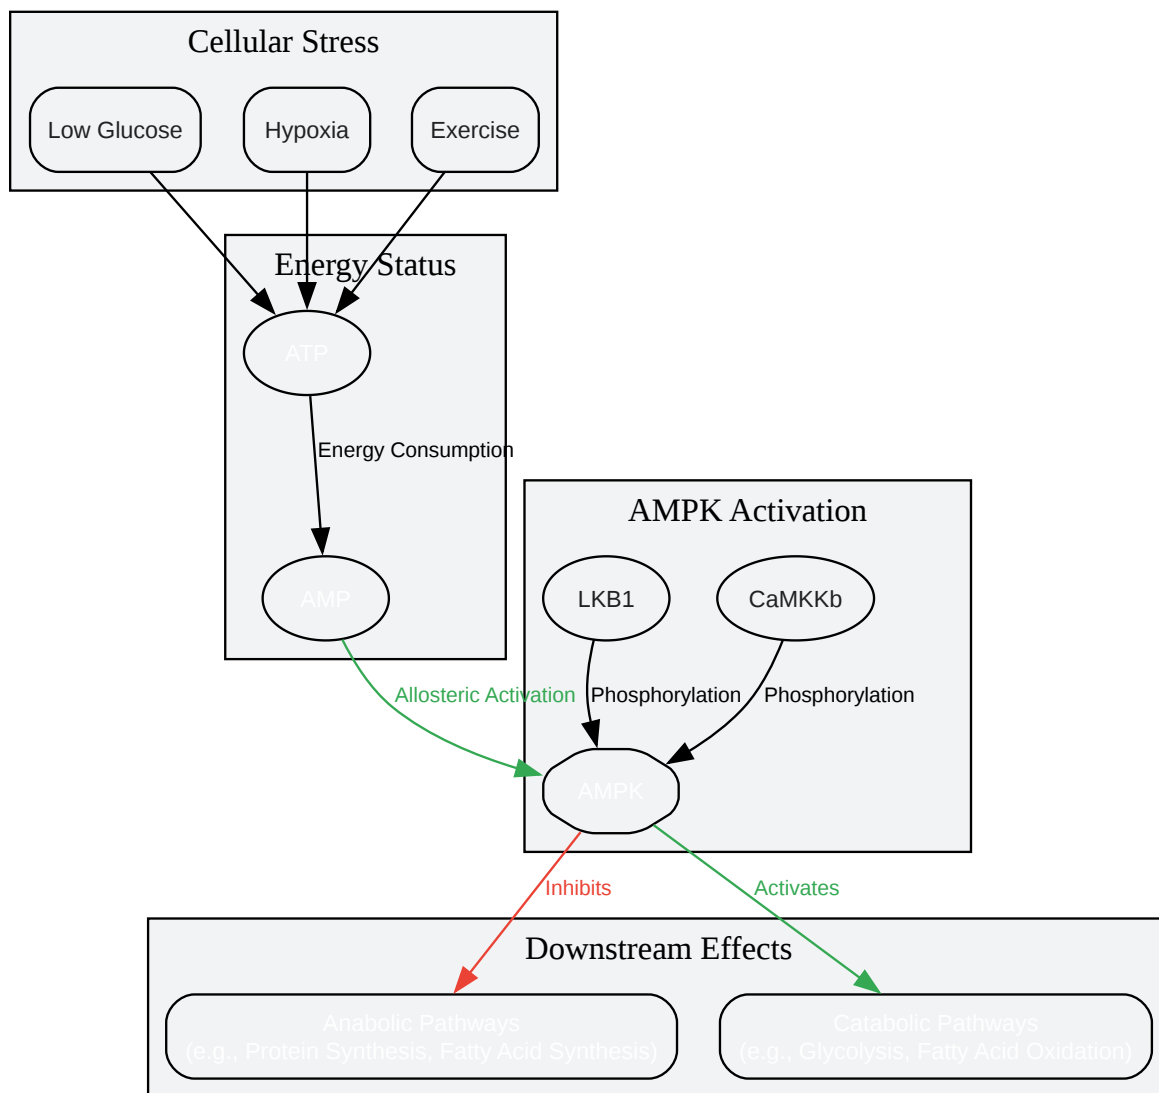 Cellular Stress
Low Glucose
Hypoxia
Exercise
Energy Status
ATP
Energy Consumption
AMPK Activation
AMP
LKB1
CaMKKb
Allosteric Activation
Phosphorylation
Phosphorylation
AMPK
Inhibits
Activates
Downstream Effects
Anabolic Pathways
(e.g., Protein Synthesis, Fatty Acid Synthesis)
Catabolic Pathways
(e.g., Glycolysis, Fatty Acid Oxidation)